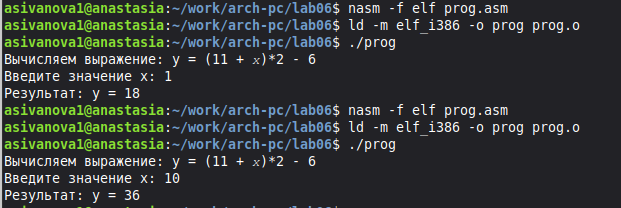 asivanova1@anastasia:~/work/arch-pc/lab06$ nasm -f elf prog.asm
asivanova1@anastasia:~/work/arch-pc/lab06$ ld -m elf_i386 -o prog prog.o
asivanova1@anastasia:~/work/arch-pc/lab06$ ./prog
Вычисляем выражение: y = (11 + 𝑥)*2 - 6
Введите значение x: 1
Результат: y = 18
asivanova1@anastasia:~/work/arch-pc/lab06$ nasm -f elf prog.asm
asivanova1@anastasia:~/work/arch-pc/lab06$ ld -m elf_i386 -o prog prog.o
asivanova1@anastasia:~/work/arch-pc/lab06$ ./prog
Вычисляем выражение: y = (11 + 𝑥)*2 - 6
Введите значение x: 10
Результат: y = 36